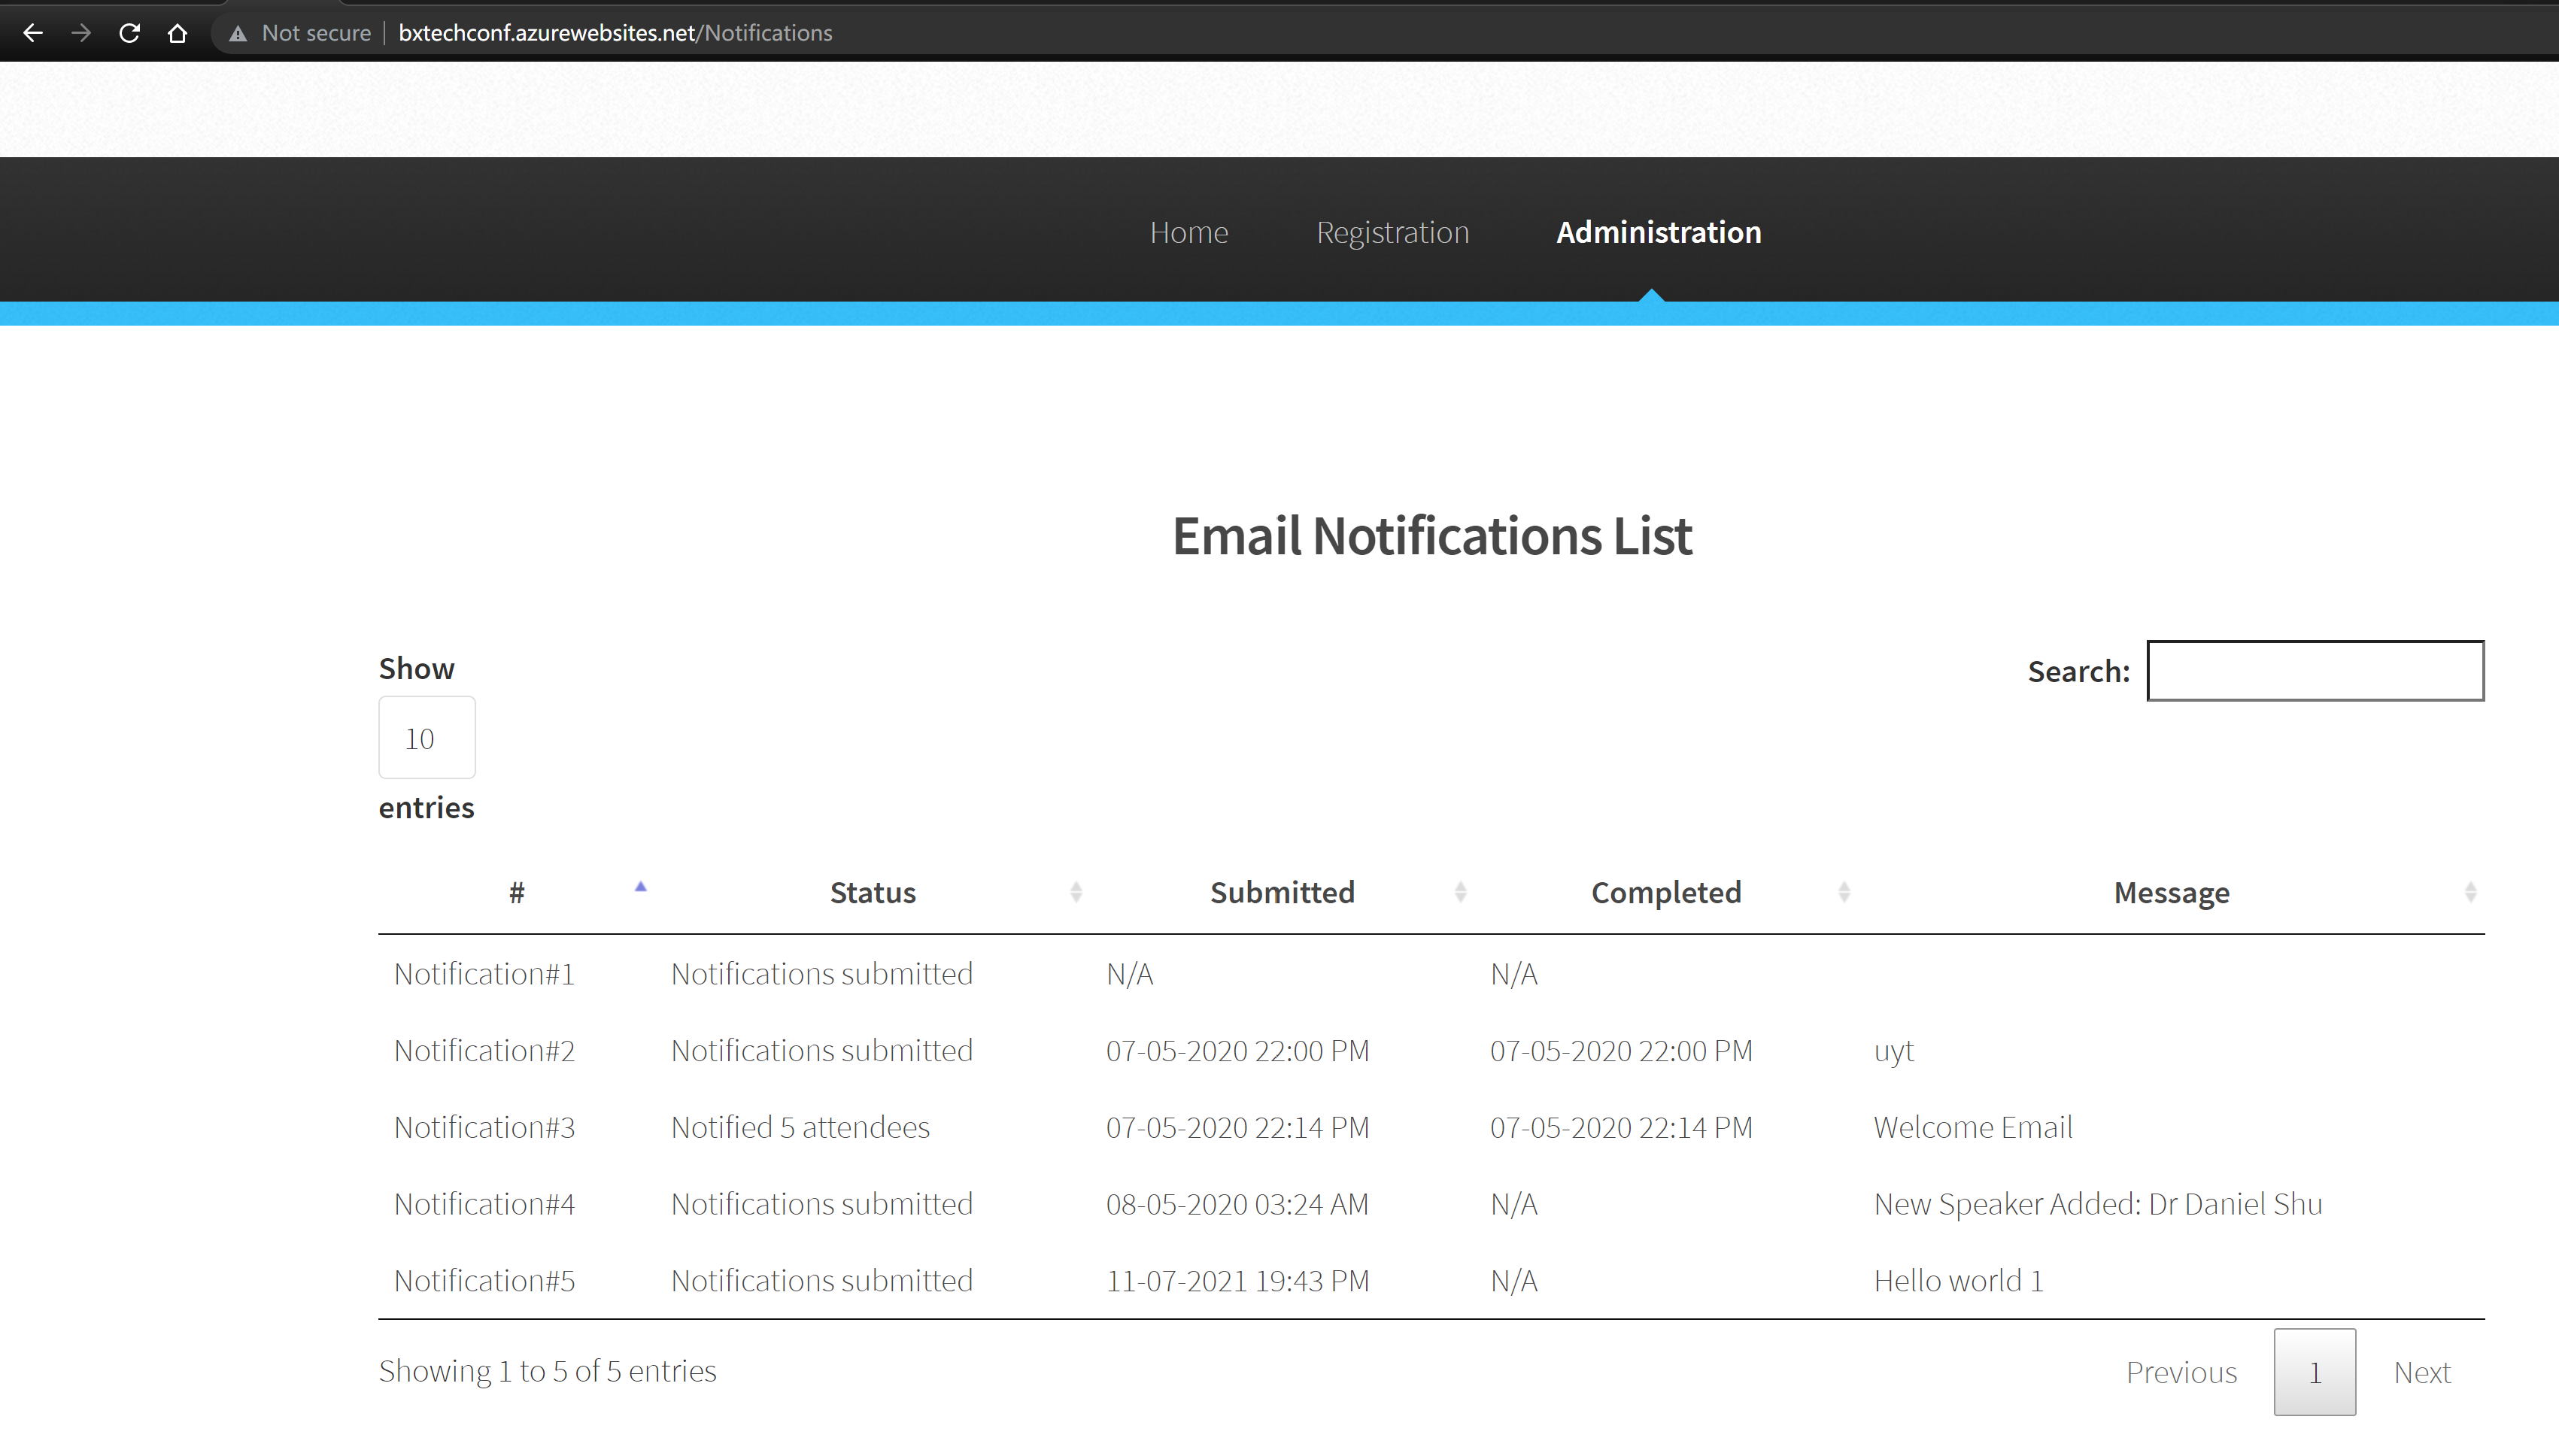 Not secure | bxtechconf.azurewebsites.net/Notifications
Home Registration Administration
Email Notifications List
Show
10
entries
Search:
# Status Submitted Completed Message
Notification#1 Notifications submitted N/A N/A
Notification#2 Notifications submitted 07-05-2020 22:00 PM 07-05-2020 22:00 PM uyt
Notification#3 Notified 5 attendees 07-05-2020 22:14 PM 07-05-2020 22:14 PM Welcome Email
Notification#4 Notifications submitted 08-05-2020 03:24 AM N/A New Speaker Added: Dr Daniel Shu
Notification#5 Notifications submitted 11-07-2021 19:43 PM N/A Hello world 1
Showing 1 to 5 of 5 entries
Previous 1 Next